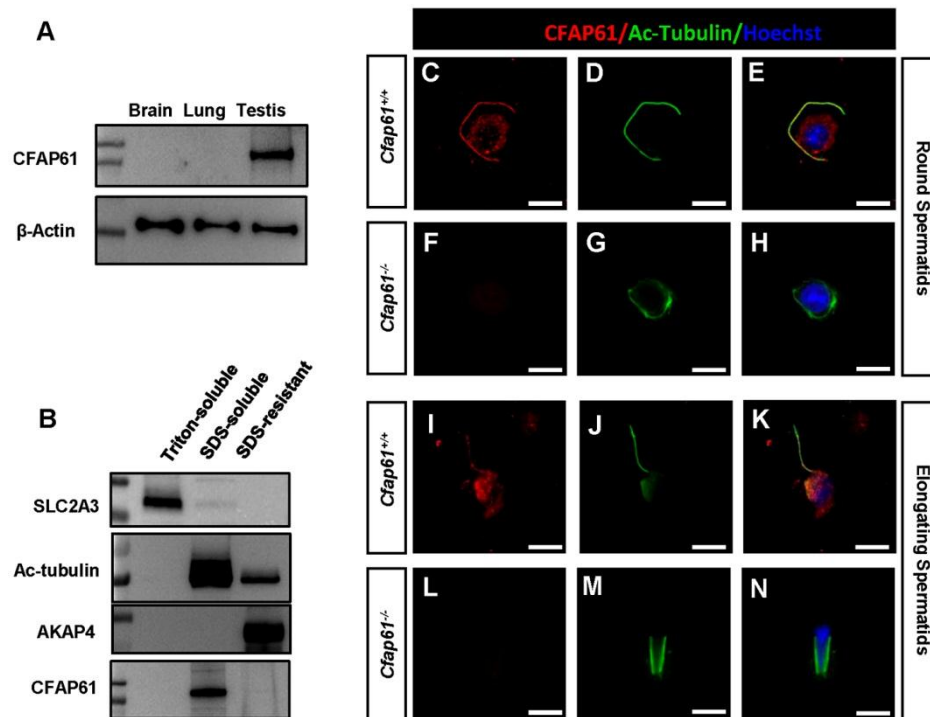 A
Brain Lung Testis
CFAP61
β-Actin
B
Triton-soluble
SDS-soluble
SDS-resistant
SLC2A3
Ac-tubulin
AKAP4
CFAP61
CFAP61/Ac-Tubulin/Hoechst
Cfap61+/+
C
D
E
Cfap61-/-
F
G
H
Round Spermatids
Cfap61+/+
I
J
K
Cfap61-/-
L
M
N
Elongating Spermatids